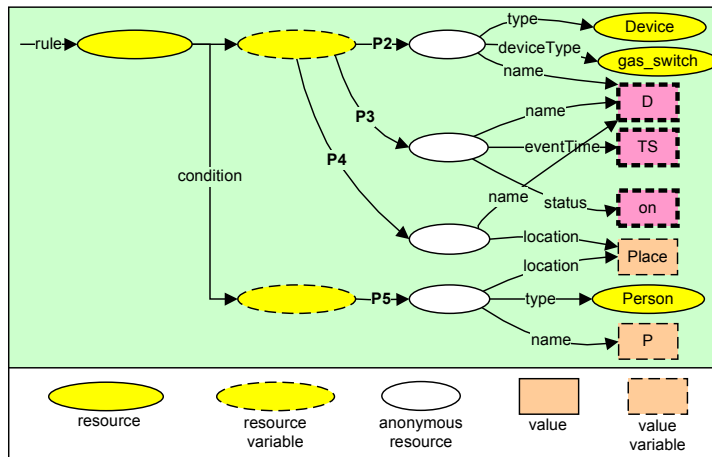 rule
P2
type
Device
deviceType
gas_switch
name
D
P3
name
eventTime
TS
P4
condition
name
status
on
location
Place
location
P5
type
Person
name
P
resource
resource
variable
anonymous
resource
value
value
variable